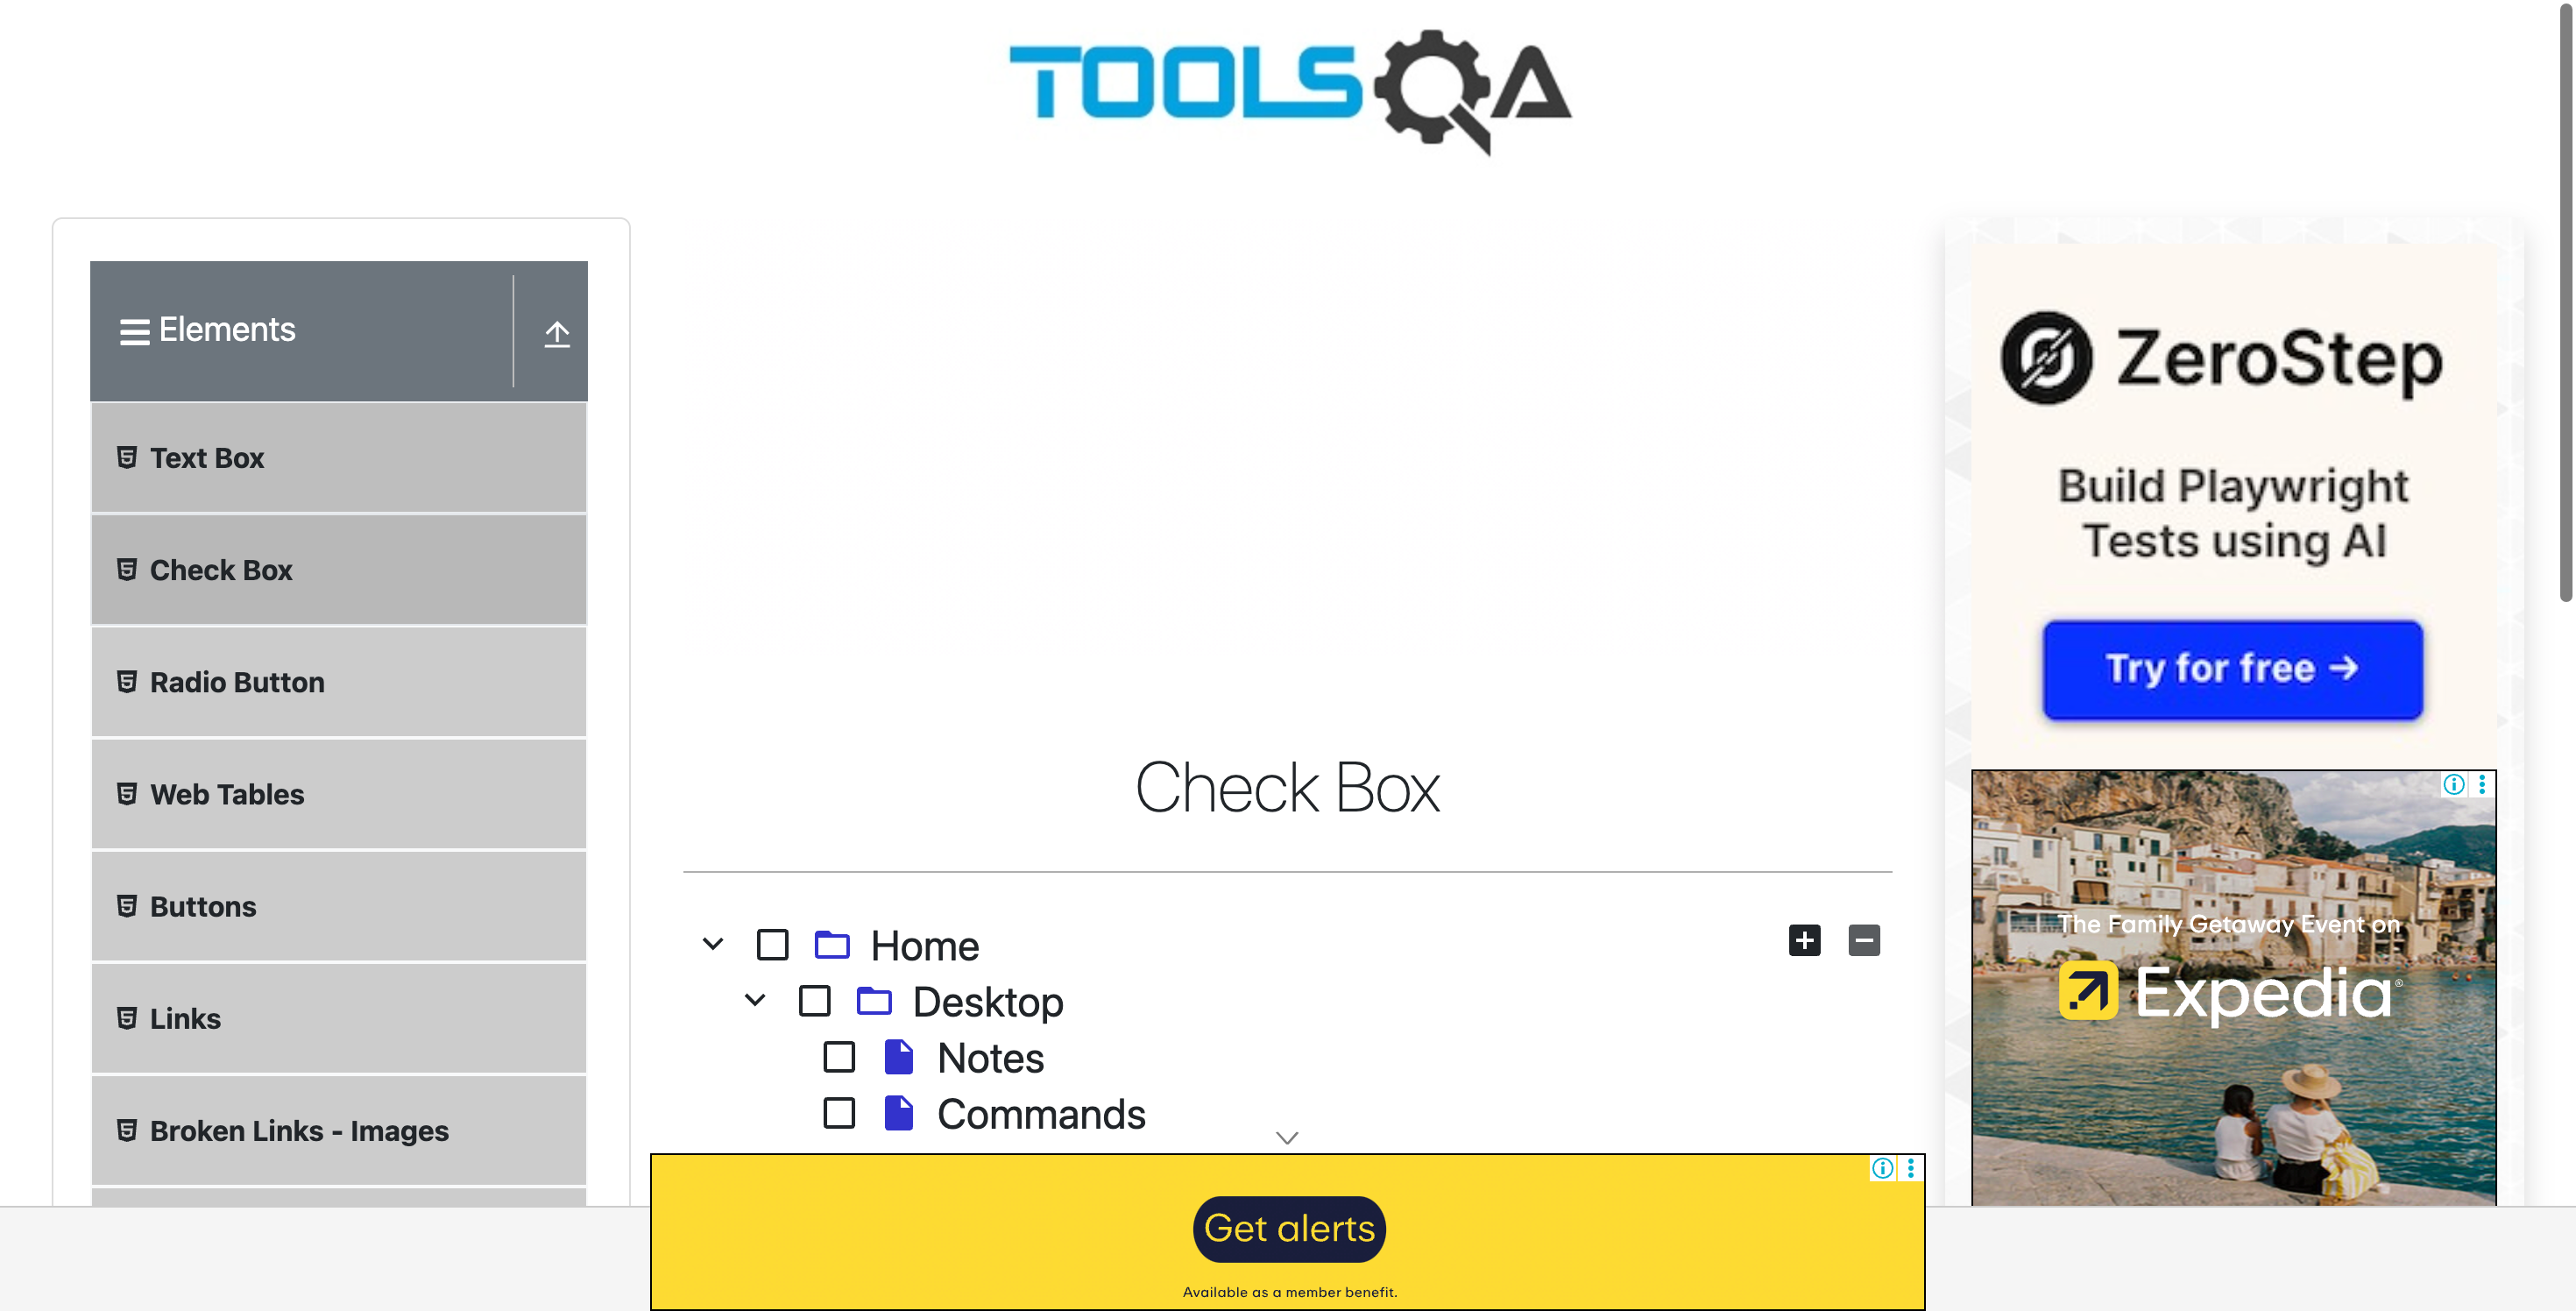 TOOLSQA
Elements
Text Box
Check Box
Radio Button
Web Tables
Buttons
Links
Broken Links - Images
Check Box
Home
Desktop
Notes
Commands
Get alerts
Available as a member benefit.
ZeroStep
Build Playwright
Tests using AI
Try for free →
The Family Getaway Event on
Expedia®